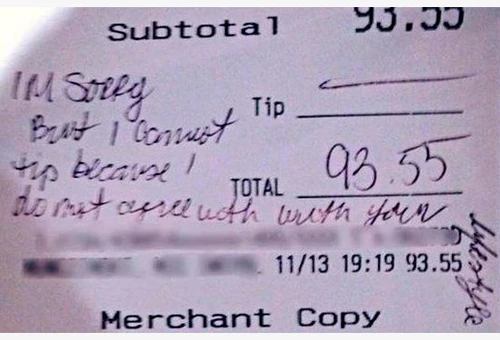 Subtotal 93.55
IM Sorry
But I cannot
Tip
tip because I
TOTAL 93.55
do not agree with with your
lifestyle
11/13 19:19 93.55
Merchant Copy